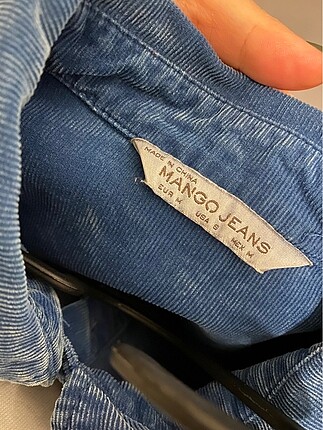 MADE IN CHINA
MANGO JEANS
EUR M USA S MEX M